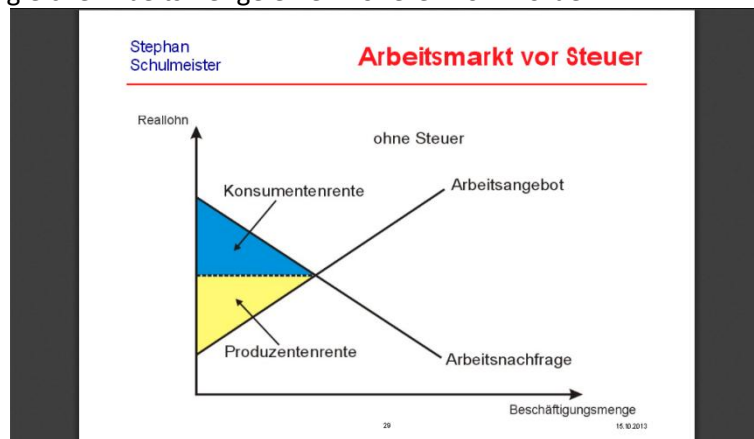 Stephan
Schulmeister
Arbeitsmarkt vor Steuer
Reallohn
ohne Steuer
Konsumentenrente
Arbeitsangebot
Produzentenrente
Arbeitsnachfrage
Beschäftigungsmenge
29
15.10.2013